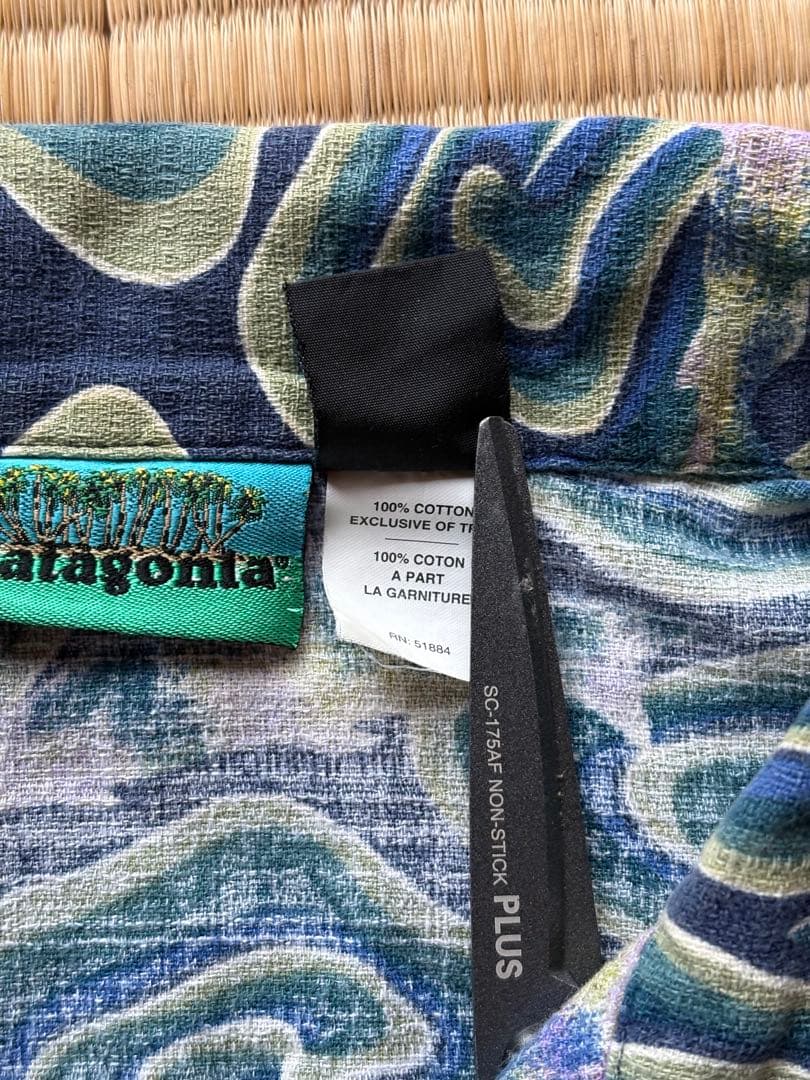 atagonia®
100% COTTON
EXCLUSIVE OF TR
100% COTON
A PART
LA GARNITURE
RN: 51884
SC-175AF NON-STICK PLUS